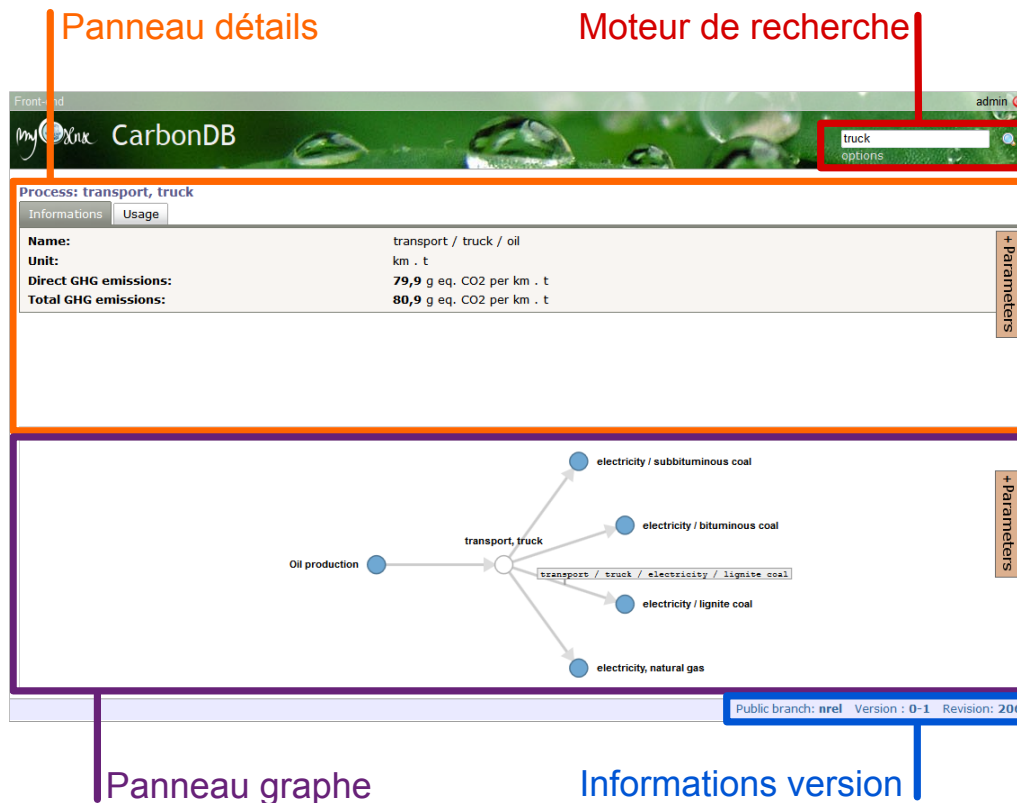 Panneau détails
Moteur de recherche
admin
CarbonDB
truck
options
Process: transport, truck
Informations Usage
Name: transport / truck / oil
Unit: km . t
Direct GHG emissions: 79,9 g eq. CO2 per km . t
Total GHG emissions: 80,9 g eq. CO2 per km . t
+ Parameters
electricity / subbituminous coal
electricity / bituminous coal
transport, truck
Oil production
transport / truck / electricity / lignite coal
electricity / lignite coal
electricity, natural gas
+ Parameters
Public branch: nrel Version : 0-1 Revision:
Panneau graphe
Informations version